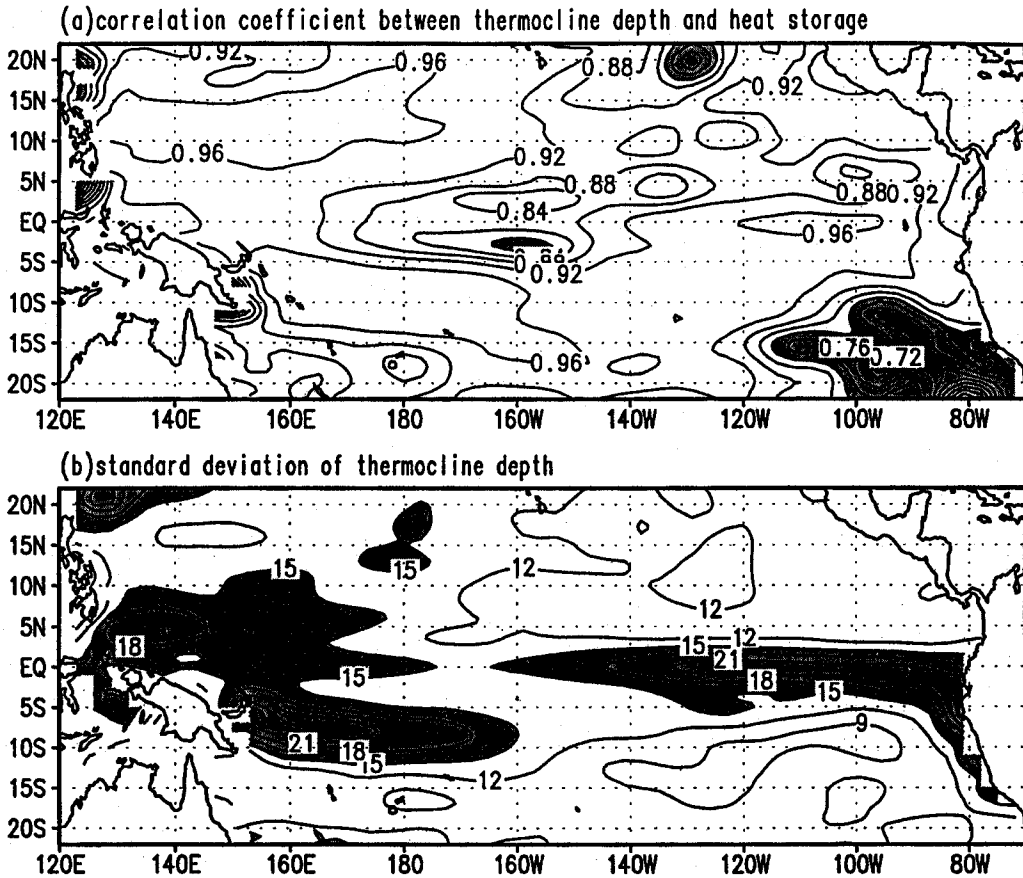 (a)correlation coefficient between thermocline depth and heat storage
20N 0.92 0.96 0.88 0.92
15N
10N 0.96 0.92
5N 0.88 0.88 0.92
0.84
EQ 0.96
5S 0.92
10S
15S 0.96 0.76 0.72
20S
120E 140E 160E 180 160W 140W 120W 100W 80W
(b)standard deviation of thermocline depth
20N
15N
15 15 12
10N
12
5N
18 15 12
EQ 15 21
18 15
5S
9
21 18
10S 15 12
15S
20S
120E 140E 160E 180 160W 140W 120W 100W 80W